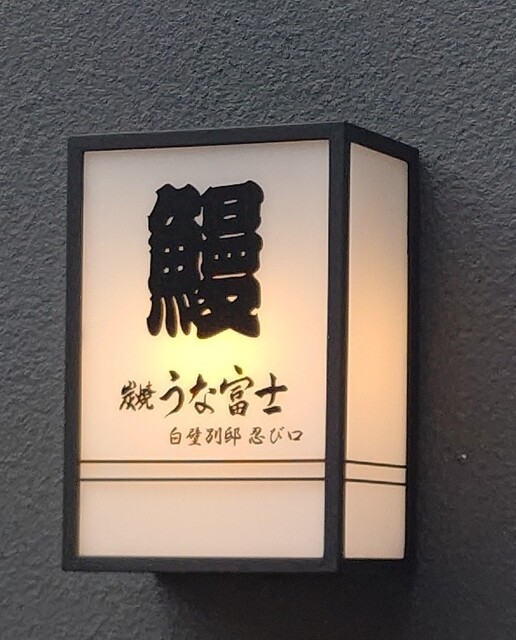 鰻
炭焼 うな富士
白壁別邸 忍び口